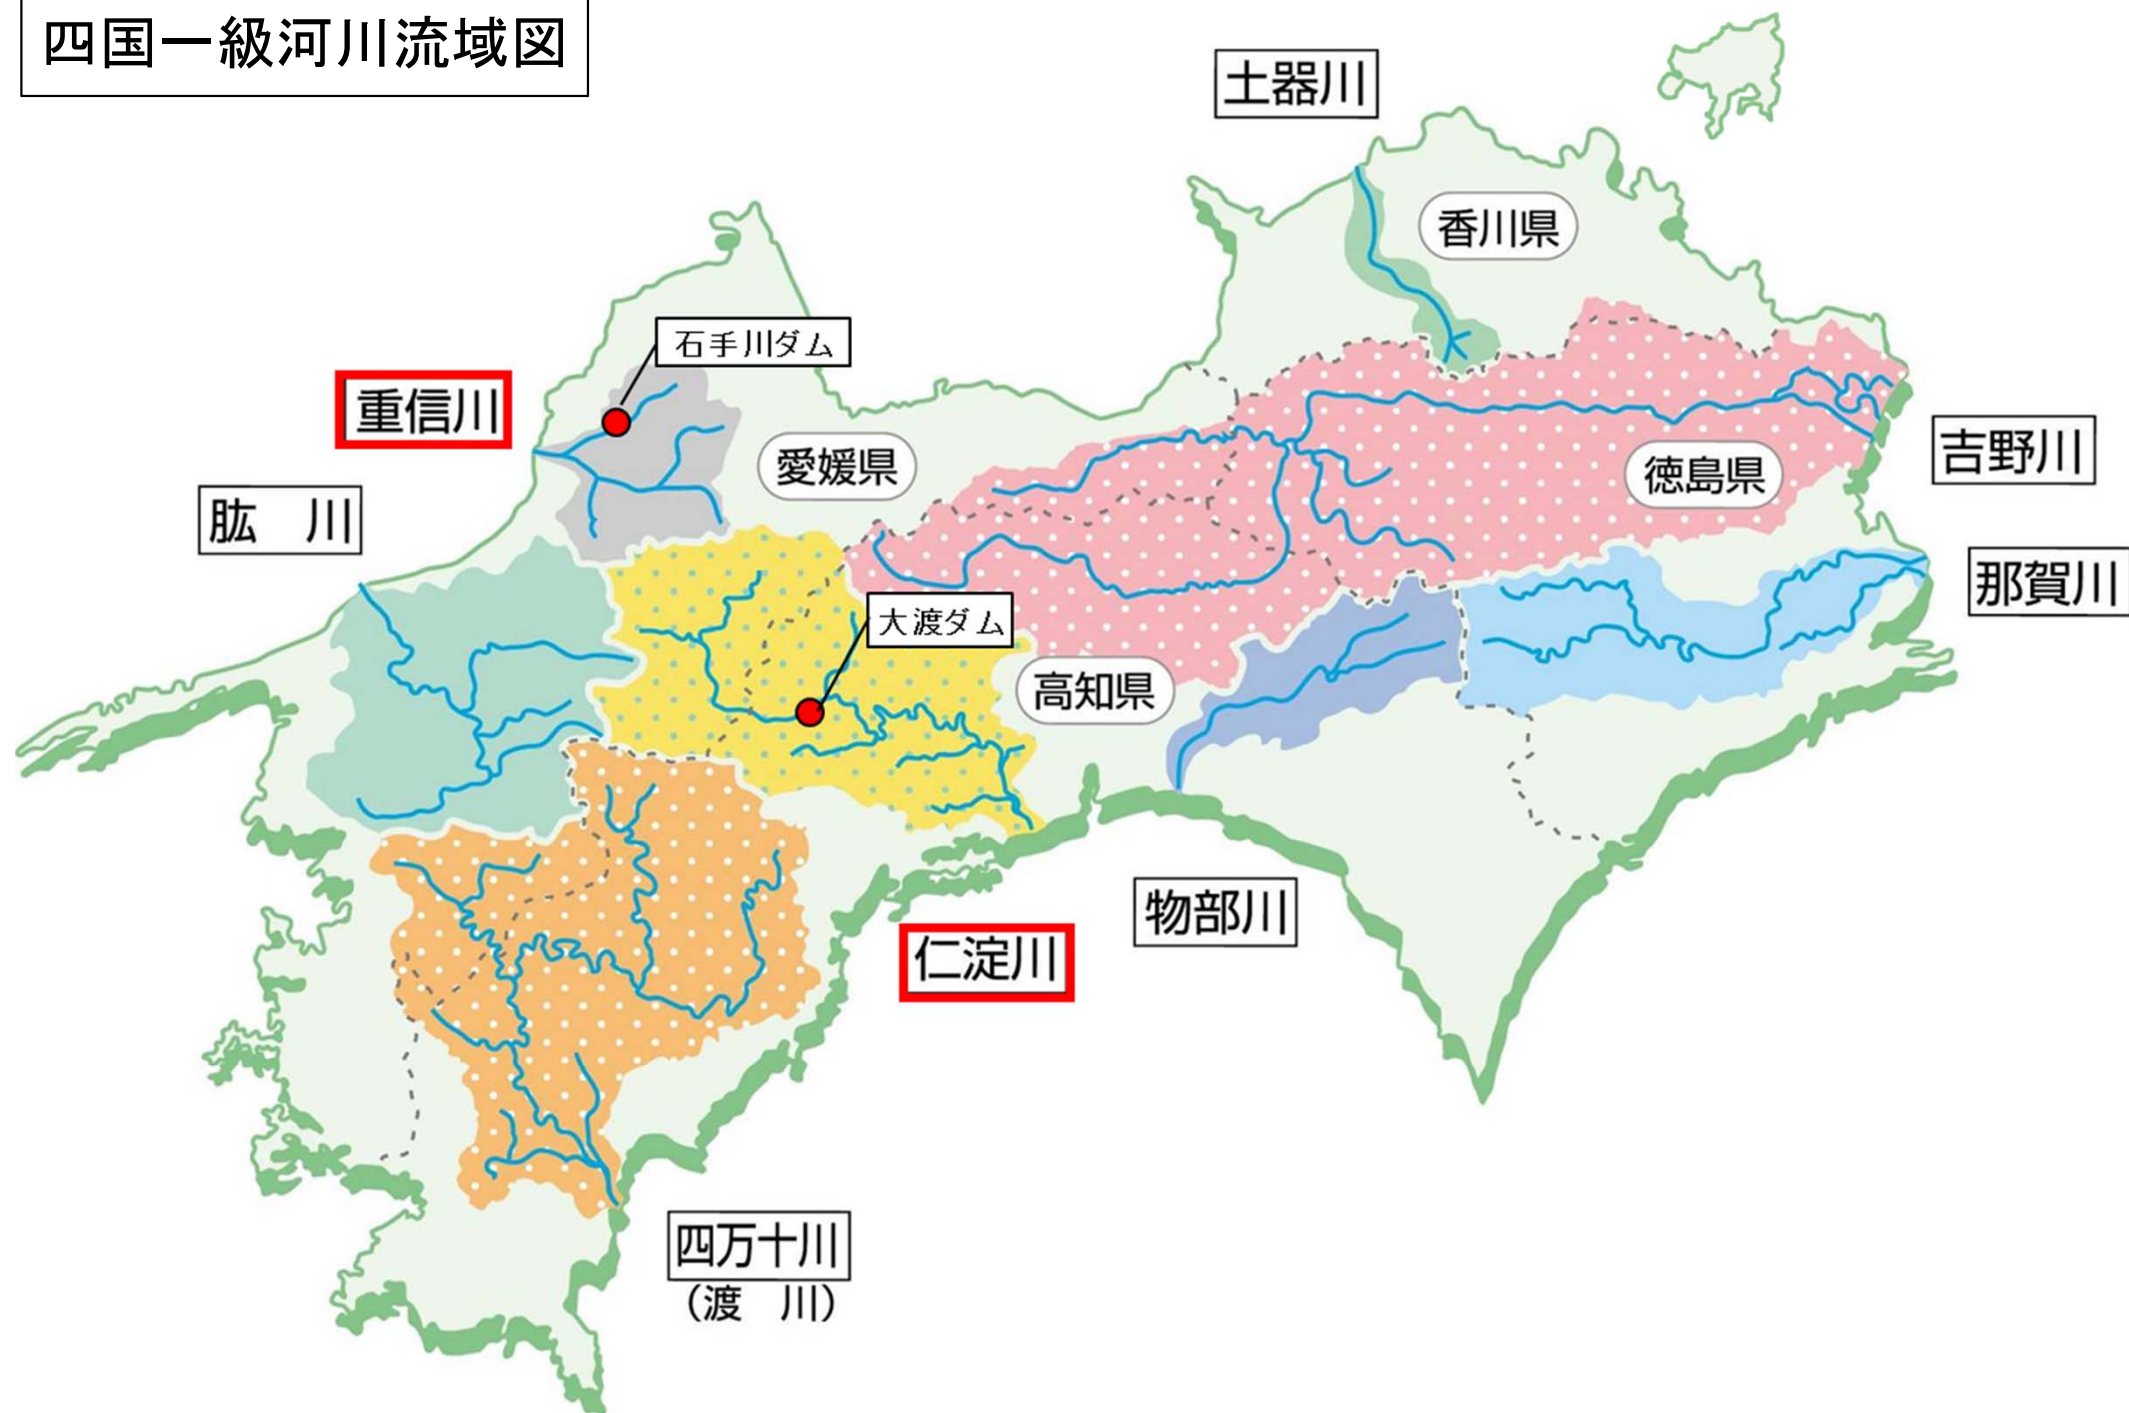 四国一級河川流域図
土器川
香川県
石手川ダム
重信川
愛媛県
吉野川
徳島県
肱　川
那賀川
大渡ダム
高知県
物部川
仁淀川
四万十川
（渡　川）